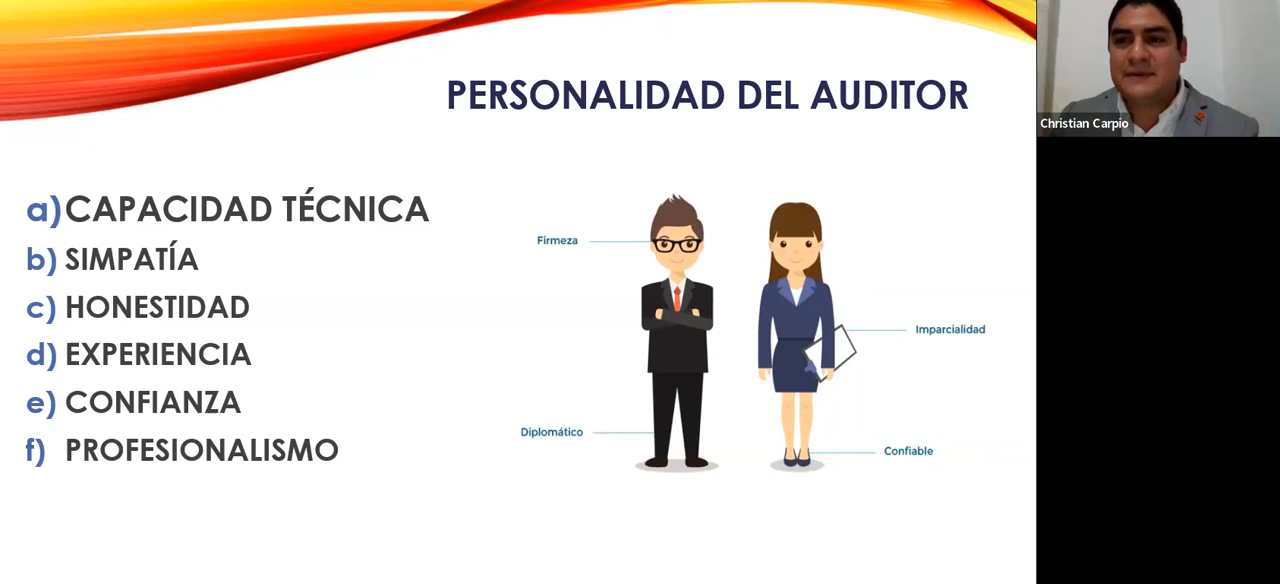 PERSONALIDAD DEL AUDITOR
Christian Carpio
a) CAPACIDAD TÉCNICA
b) SIMPATÍA
c) HONESTIDAD
d) EXPERIENCIA
e) CONFIANZA
f) PROFESIONALISMO
Firmeza
Imparcialidad
Diplomático
Confiable